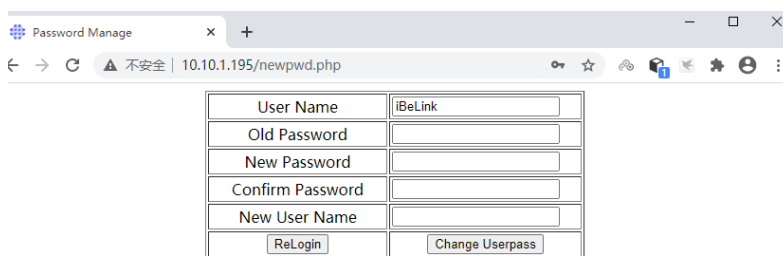 Password Manage
不安全 10.10.1.195/newpwd.php
1
User Name iBeLink
Old Password
New Password
Confirm Password
New User Name
ReLogin Change Userpass